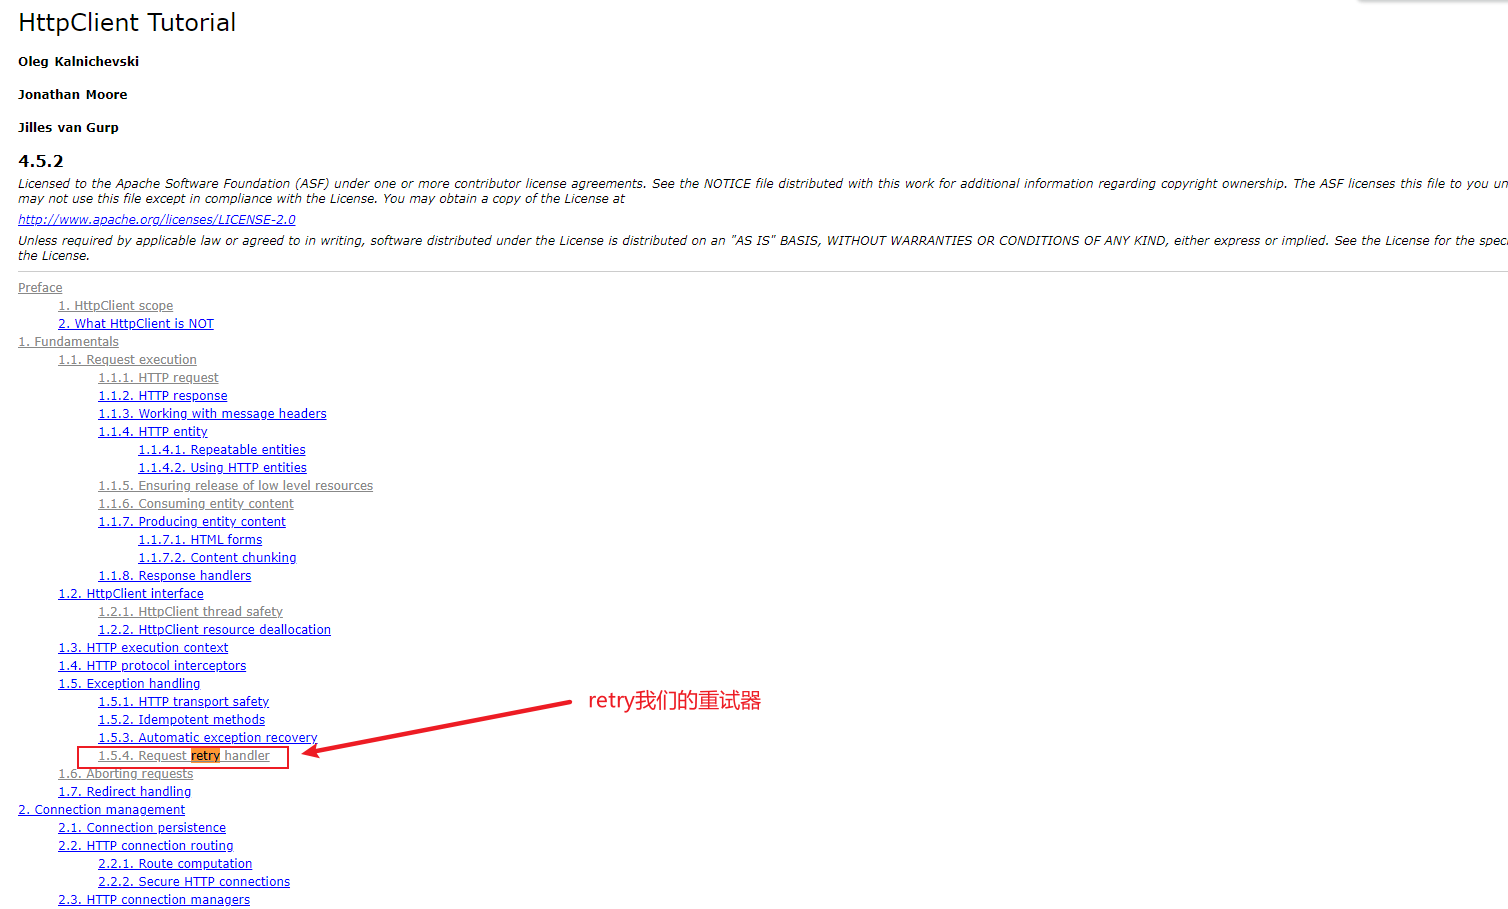 HttpClient Tutorial
Oleg Kalnichevski
Jonathan Moore
Jilles van Gurp
4.5.2
Licensed to the Apache Software Foundation (ASF) under one or more contributor license agreements. See the NOTICE file distributed with this work for additional information regarding copyright ownership. The ASF licenses this file to you un
may not use this file except in compliance with the License. You may obtain a copy of the License at
http://www.apache.org/licenses/LICENSE-2.0
Unless required by applicable law or agreed to in writing, software distributed under the License is distributed on an "AS IS" BASIS, WITHOUT WARRANTIES OR CONDITIONS OF ANY KIND, either express or implied. See the License for the speci
the License.
Preface
1. HttpClient scope
2. What HttpClient is NOT
1. Fundamentals
1.1. Request execution
1.1.1. HTTP request
1.1.2. HTTP response
1.1.3. Working with message headers
1.1.4. HTTP entity
1.1.4.1. Repeatable entities
1.1.4.2. Using HTTP entities
1.1.5. Ensuring release of low level resources
1.1.6. Consuming entity content
1.1.7. Producing entity content
1.1.7.1. HTML forms
1.1.7.2. Content chunking
1.1.8. Response handlers
1.2. HttpClient interface
1.2.1. HttpClient thread safety
1.2.2. HttpClient resource deallocation
1.3. HTTP execution context
1.4. HTTP protocol interceptors
1.5. Exception handling
1.5.1. HTTP transport safety
retry我们的重试器
1.5.2. Idempotent methods
1.5.3. Automatic exception recovery
1.5.4. Request retry handler
1.6. Aborting requests
1.7. Redirect handling
2. Connection management
2.1. Connection persistence
2.2. HTTP connection routing
2.2.1. Route computation
2.2.2. Secure HTTP connections
2.3. HTTP connection managers